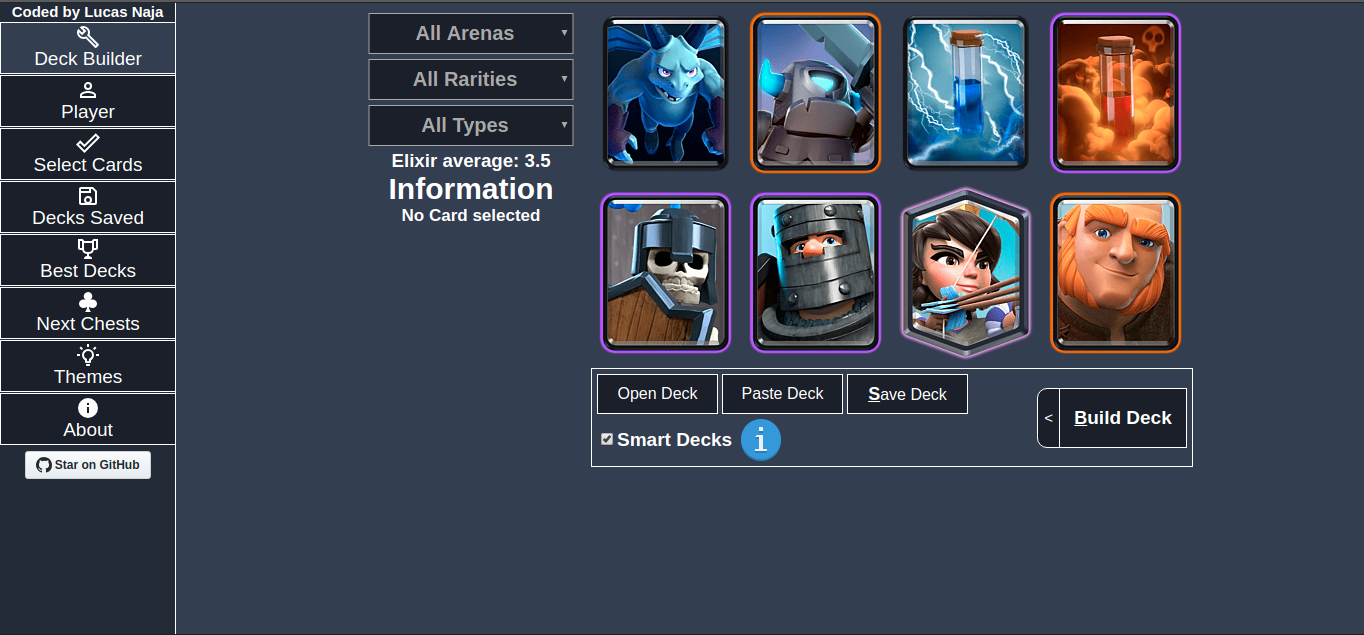 Coded by Lucas Naja
Deck Builder
Player
Select Cards
Decks Saved
Best Decks
Next Chests
Themes
About
Star on GitHub
All Arenas
All Rarities
All Types
Elixir average: 3.5
Information
No Card selected
Open Deck
Paste Deck
Save Deck
Smart Decks
i
<
Build Deck